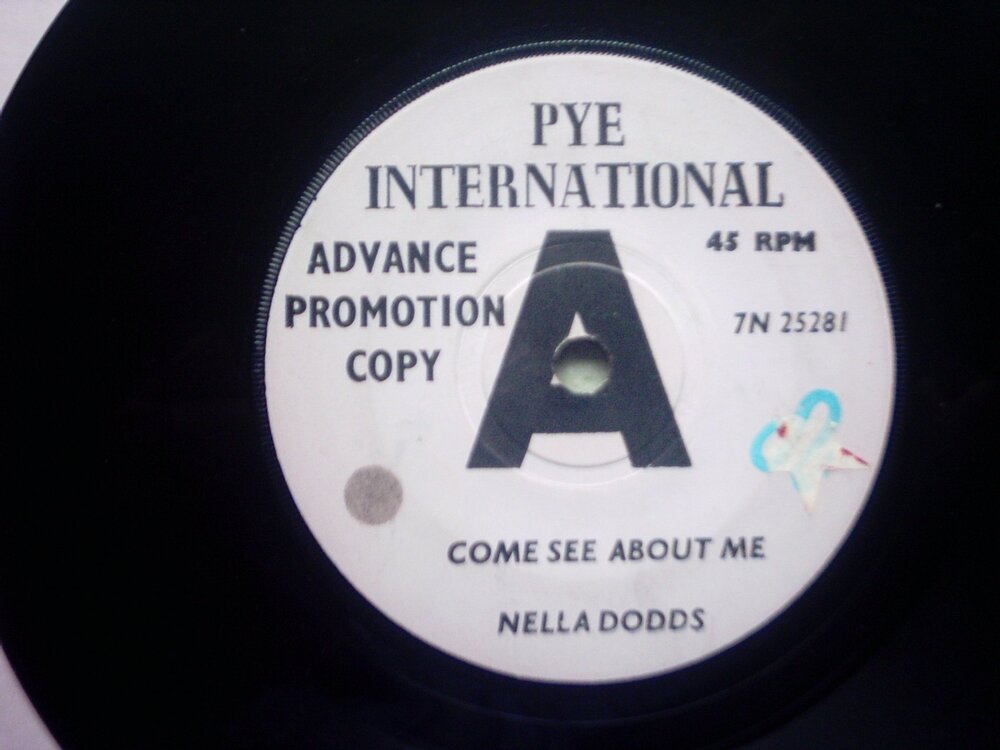 PYE
INTERNATIONAL
ADVANCE
PROMOTION
COPY
A
45 RPM
7N 25281
COME SEE ABOUT ME
NELLA DODDS